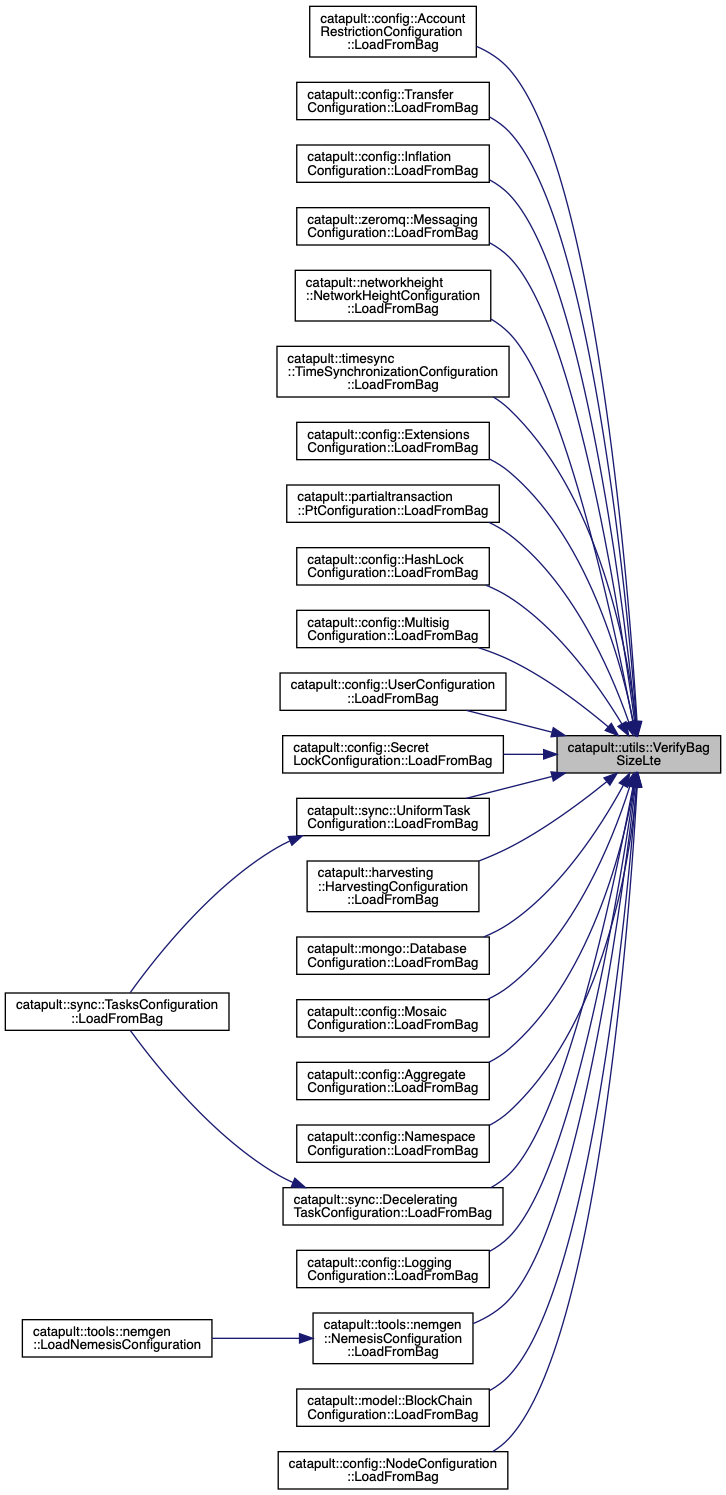 catapult::config::Account
RestrictionConfiguration
::LoadFromBag
catapult::config::Transfer
Configuration::LoadFromBag
catapult::config::Inflation
Configuration::LoadFromBag
catapult::zeromq::Messaging
Configuration::LoadFromBag
catapult::networkheight
::NetworkHeightConfiguration
::LoadFromBag
catapult::timesync
::TimeSynchronizationConfiguration
::LoadFromBag
catapult::config::Extensions
Configuration::LoadFromBag
catapult::partialtransaction
::PtConfiguration::LoadFromBag
catapult::config::HashLock
Configuration::LoadFromBag
catapult::config::Multisig
Configuration::LoadFromBag
catapult::config::UserConfiguration
::LoadFromBag
catapult::utils::VerifyBag
SizeLte
catapult::config::Secret
LockConfiguration::LoadFromBag
catapult::sync::UniformTask
Configuration::LoadFromBag
catapult::harvesting
::HarvestingConfiguration
::LoadFromBag
catapult::mongo::Database
Configuration::LoadFromBag
catapult::sync::TasksConfiguration
::LoadFromBag
catapult::config::Mosaic
Configuration::LoadFromBag
catapult::config::Aggregate
Configuration::LoadFromBag
catapult::config::Namespace
Configuration::LoadFromBag
catapult::sync::Decelerating
TaskConfiguration::LoadFromBag
catapult::config::Logging
Configuration::LoadFromBag
catapult::tools::nemgen
::LoadNemesisConfiguration
catapult::tools::nemgen
::NemesisConfiguration
::LoadFromBag
catapult::model::BlockChain
Configuration::LoadFromBag
catapult::config::NodeConfiguration
::LoadFromBag